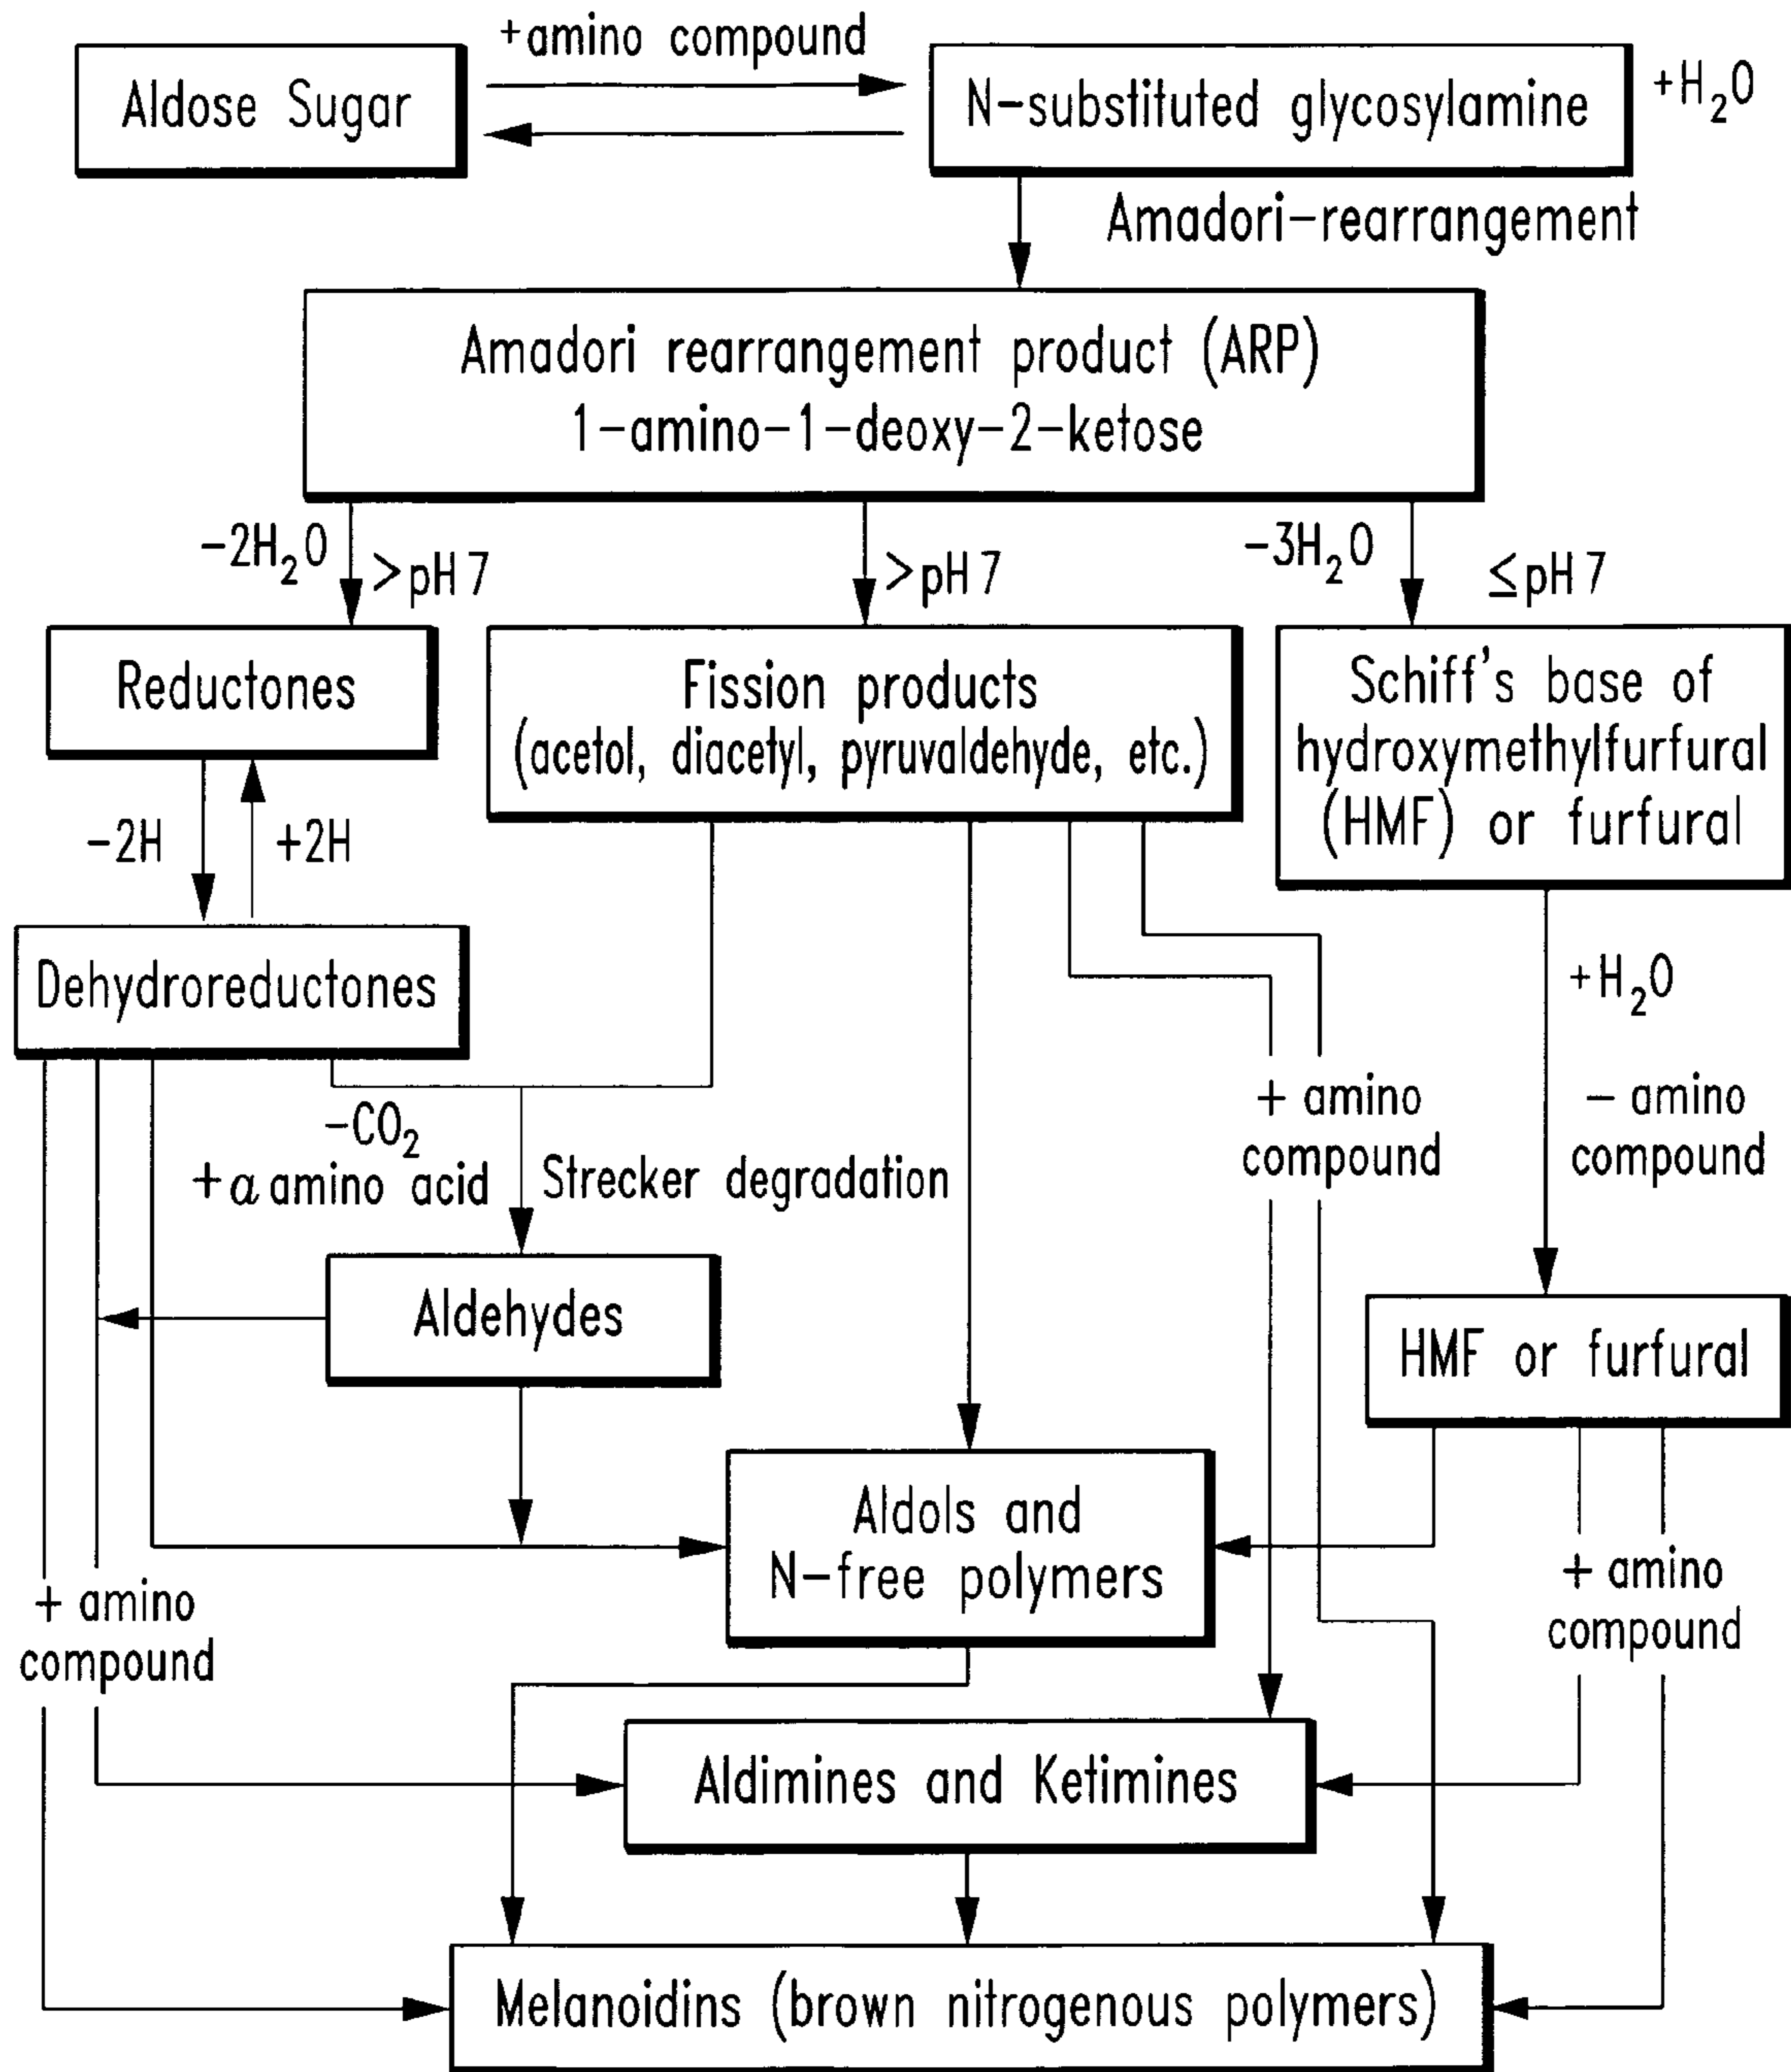 +amino compound
Aldose Sugar
N-substituted glycosylamine
+H₂O
Amadori-rearrangement
Amadori rearrangement product (ARP)
1-amino-1-deoxy-2-ketose
-2H₂O
>pH 7
>pH 7
-3H₂O
≤pH 7
Reductones
Fission products
(acetol, diacetyl, pyruvaldehyde, etc.)
Schiff's base of
hydroxymethylfurfural
(HMF) or furfural
-2H
+2H
Dehydroreductones
+H₂O
-CO₂
+α amino acid
Strecker degradation
+ amino
compound
- amino
compound
Aldehydes
HMF or furfural
Aldols and
N-free polymers
+ amino
compound
+ amino
compound
Aldimines and Ketimines
Melanoidins (brown nitrogenous polymers)